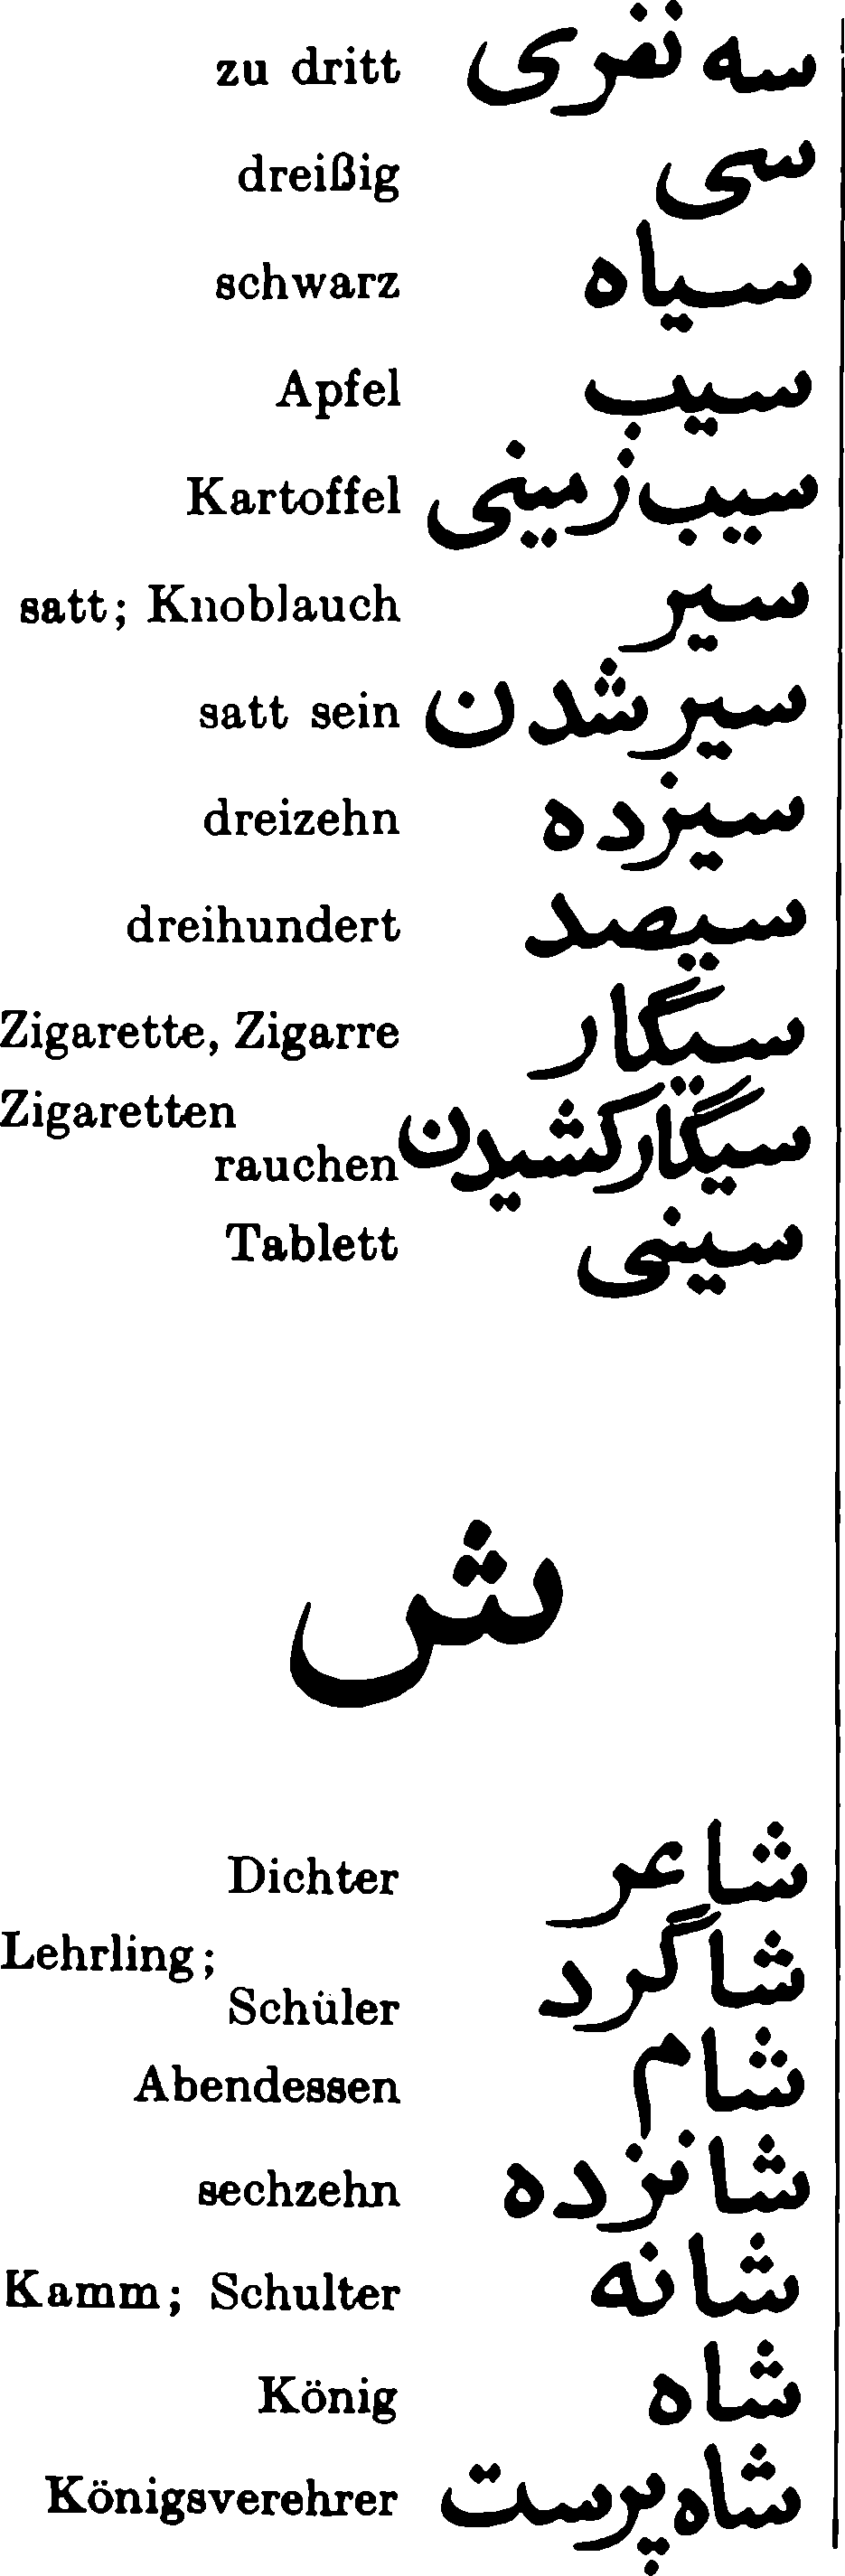 سه نفری zu dritt
سی dreißig
سیاه schwarz
سیب Apfel
سیب زمینی Kartoffel
سیر satt; Knoblauch
سیر شدن satt sein
سیزده dreizehn
سیصد dreihundert
سیگار Zigarette, Zigarre
سیگار کشیدن Zigaretten
rauchen
سینی Tablett
ش
شاعر Dichter
شاگرد Lehrling;
Schüler
شام Abendessen
شانزده sechzehn
شانه Kamm; Schulter
شاه König
شاه پرست Königsverehrer